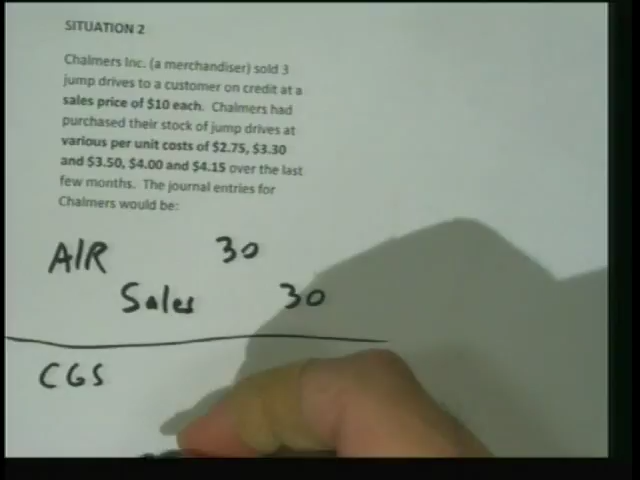 SITUATION 2
Chalmers Inc. (a merchandiser) sold 3
jump drives to a customer on credit at a
sales price of $10 each. Chalmers had
purchased their stock of jump drives at
various per unit costs of $2.75, $3.30
and $3.50, $4.00 and $4.15 over the last
few months. The journal entries for
Chalmers would be:
A/R 30
Sales 30
CGS